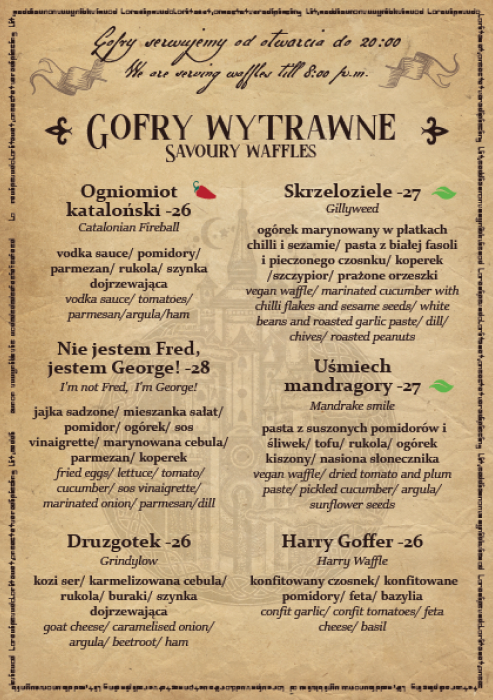 Gofry serwujemy od otwarcia do 20:00
We are serving waffles till 8:00 p.m.
GOFRY WYTRAWNE
SAVOURY WAFFLES
Ogniomiot
kataloński -26
Catalonian Fireball
vodka sauce/ pomidory/
parmezan/ rukola/ szynka
dojrzewająca
vodka sauce/ tomatoes/
parmesan/argula/ham
Nie jestem Fred,
jestem George! -28
I'm not Fred, I'm George!
jajka sadzone/ mieszanka sałat/
pomidor/ ogórek/ sos
vinaigrette/ marynowana cebula/
parmezan/ koperek
fried eggs/ lettuce/ tomato/
cucumber/ sos vinaigrette/
marinated onion/ parmesan/dill
Druzgotek -26
Grindylow
kozi ser/ karmelizowana cebula/
rukola/ buraki/ szynka
dojrzewająca
goat cheese/ caramelised onion/
argula/ beetroot/ ham
Skrzeloziele -27
Gillyweed
ogórek marynowany w płatkach
chilli i sezamie/ pasta z białej fasoli
i pieczonego czosnku/ koperek
/szczypior/ prażone orzeszki
vegan waffle/ marinated cucumber with
chilli flakes and sesame seeds/ white
beans and roasted garlic paste/ dill/
chives/ roasted peanuts
Uśmiech
mandragory -27
Mandrake smile
pasta z suszonych pomidorów i
śliwek/ tofu/ rukola/ ogórek
kiszony/ nasiona słonecznika
vegan waffle/ dried tomato and plum
paste/ pickled cucumber/ argula/
sunflower seeds
Harry Goffer -26
Harry Waffle
konfitowany czosnek/ konfitowane
pomidory/ feta/ bazylia
confit garlic/ confit tomatoes/ feta
cheese/ basil